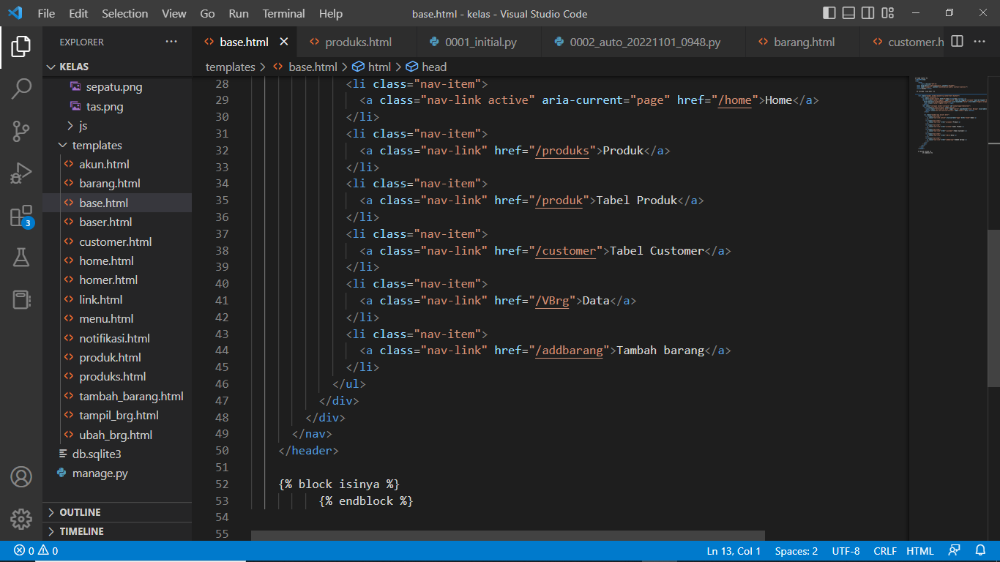 File Edit Selection View Go Run Terminal Help base.html - kelas - Visual Studio Code
EXPLORER
KELAS
sepatu.png
tas.png
js
templates
akun.html
barang.html
base.html
baser.html
customer.html
home.html
homer.html
link.html
menu.html
notifikasi.html
produk.html
produks.html
tambah_barang.html
tampil_brg.html
ubah_brg.html
db.sqlite3
manage.py
OUTLINE
TIMELINE
3
base.html produks.html 0001_initial.py 0002_auto_20221101_0948.py barang.html customer.h
templates > base.html > html > head
28 <li class="nav-item">
29 <a class="nav-link active" aria-current="page" href="/home">Home</a>
30 </li>
31 <li class="nav-item">
32 <a class="nav-link" href="/produks">Produk</a>
33 </li>
34 <li class="nav-item">
35 <a class="nav-link" href="/produk">Tabel Produk</a>
36 </li>
37 <li class="nav-item">
38 <a class="nav-link" href="/customer">Tabel Customer</a>
39 </li>
40 <li class="nav-item">
41 <a class="nav-link" href="/VBrg">Data</a>
42 </li>
43 <li class="nav-item">
44 <a class="nav-link" href="/addbarang">Tambah barang</a>
45 </li>
46 </ul>
47 </div>
48 </div>
49 </nav>
50 </header>
51
52 {% block isinya %}
53 {% endblock %}
54
55
0 0 Ln 13, Col 1 Spaces: 2 UTF-8 CRLF HTML